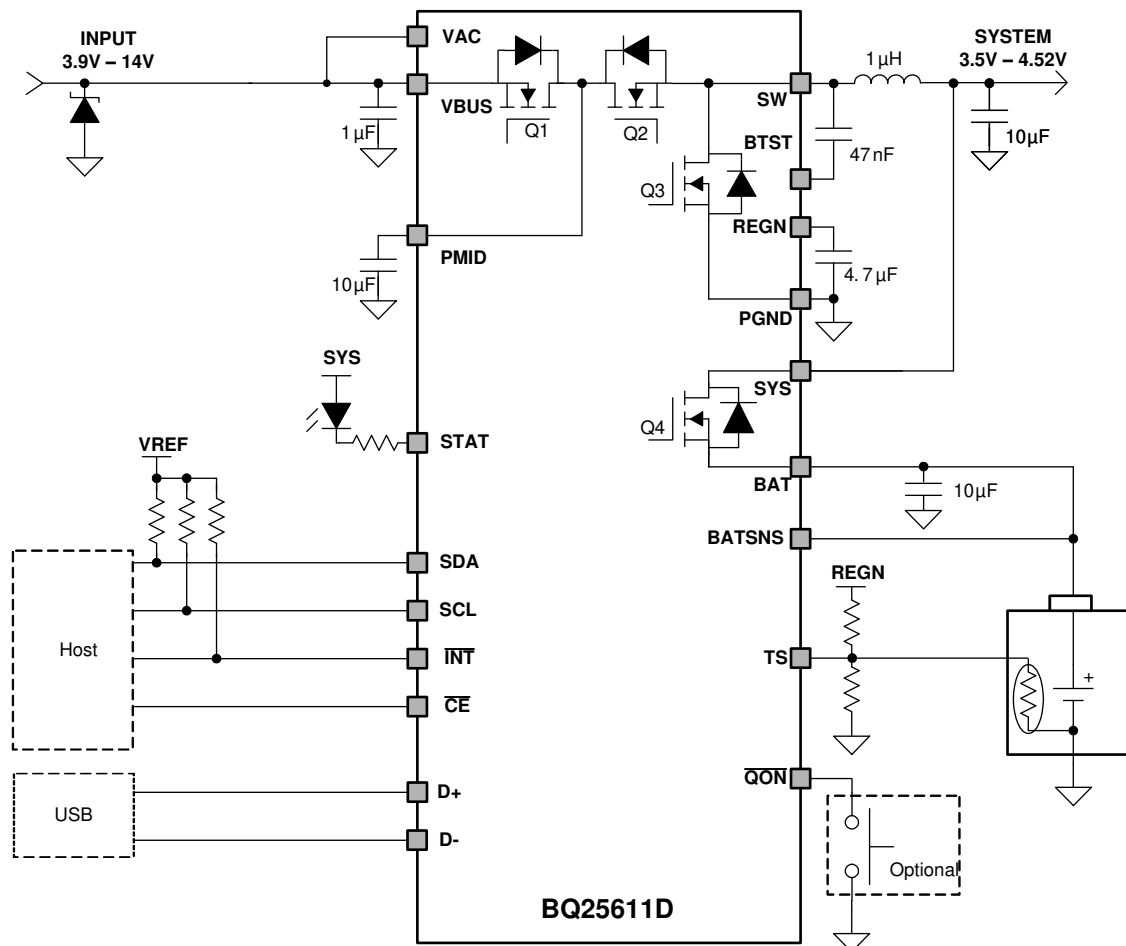 INPUT
3.9V – 14V
VAC
VBUS
1µF
Q1
Q2
SW
1µH
SYSTEM
3.5V – 4.52V
10µF
BTST
47nF
Q3
REGN
4.7µF
PMID
10µF
PGND
SYS
SYS
STAT
Q4
VREF
BAT
10µF
BATSNS
SDA
REGN
SCL
Host
INT
TS
+
CE
QON
D+
USB
D-
Optional
BQ25611D